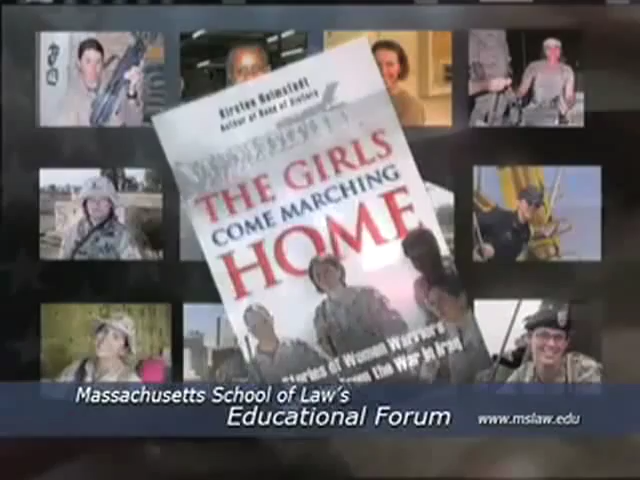 Kirsten Holmstedt
Author of Band of Sisters
THE GIRLS
COME MARCHING
HOME
Stories of Women Warriors
From The War in Iraq
Massachusetts School of Law's
Educational Forum
www.mslaw.edu